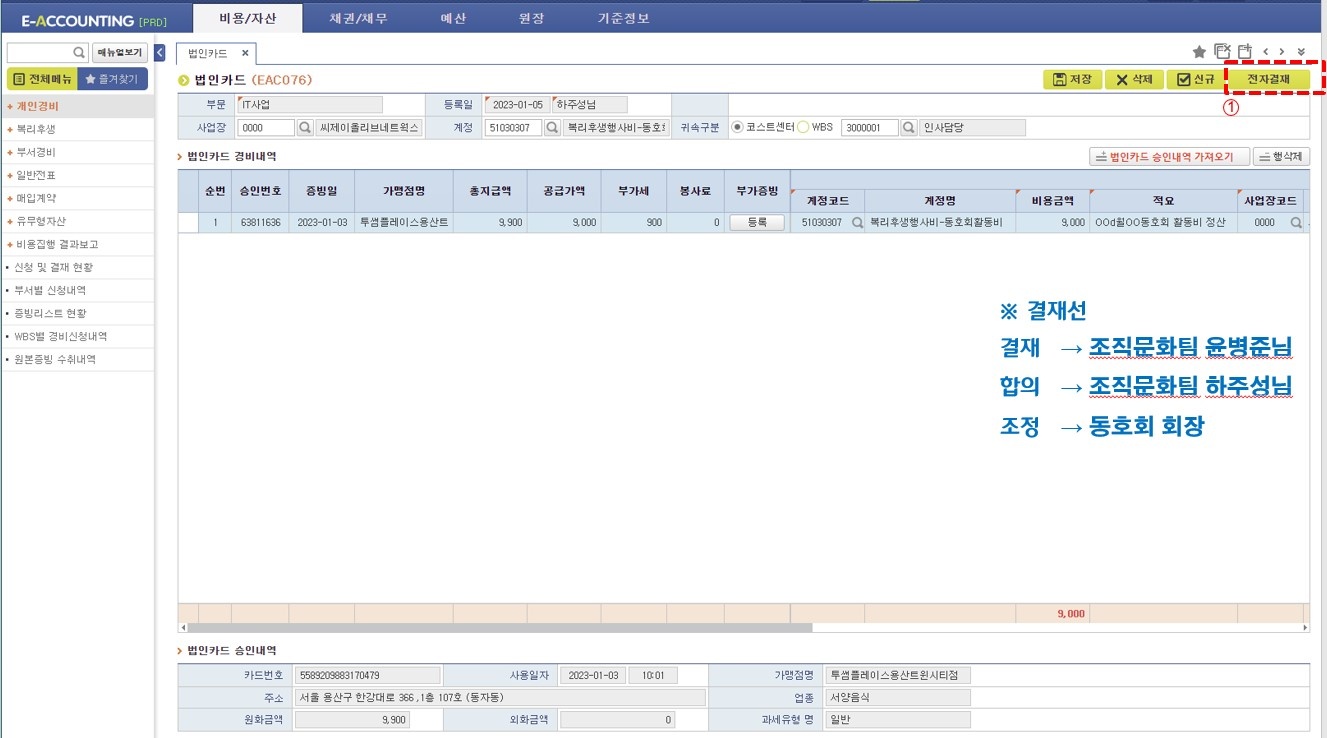 E-ACCOUNTING [PRD] 비용/자산 채권/채무 예산 원장 기준정보
메뉴얼보기
법인카드
전체메뉴 즐겨찾기
법인카드 (EAC076) 저장 삭제 신규 전자결재
①
개인경비
복리후생
부서경비
일반전표
매입계약
유무형자산
비용집행 결과보고
신청 및 결재 현황
부서별 신청내역
증빙리스트 현황
WBS별 경비신청내역
원본증빙 수취내역
부문 IT사업 등록일 2023-01-05 하주성님
사업장 0000 씨제이올리브네트웍스 계정 51030307 복리후생행사비-동호회 귀속구분 코스트센터 WBS 3000001 인사담당
법인카드 경비내역 법인카드 승인내역 가져오기 행삭제
순번 승인번호 증빙일 가맹점명 총지급액 공급가액 부가세 봉사료 부가증빙 계정코드 계정명 비용금액 적요 사업장코드
1 63811636 2023-01-03 투썸플레이스용산트 9,900 9,000 900 0 등록 51030307 복리후생행사비-동호회활동비 9,000 OOd월OO동호회 활동비 정산 0000
※ 결재선
결재 → 조직문화팀 윤병준님
합의 → 조직문화팀 하주성님
조정 → 동호회 회장
9,000
법인카드 승인내역
카드번호 5589209883170479 사용일자 2023-01-03 10:01 가맹점명 투썸플레이스용산트윈시티점
주소 서울 용산구 한강대로 366 ,1층 107호 (동자동) 업종 서양음식
원화금액 9,900 외화금액 0 과세유형 명 일반